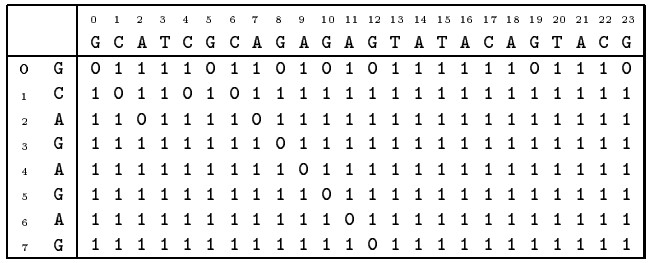 0 1 2 3 4 5 6 7 8 9 10 11 12 13 14 15 16 17 18 19 20 21 22 23
G C A T C G C A G A G A G T A T A C A G T A C G
0 G 0 1 1 1 1 0 1 1 0 1 0 1 0 1 1 1 1 1 1 0 1 1 1 0
1 C 1 0 1 1 0 1 0 1 1 1 1 1 1 1 1 1 1 1 1 1 1 1 1 1
2 A 1 1 0 1 1 1 1 0 1 1 1 1 1 1 1 1 1 1 1 1 1 1 1 1
3 G 1 1 1 1 1 1 1 1 0 1 1 1 1 1 1 1 1 1 1 1 1 1 1 1
4 A 1 1 1 1 1 1 1 1 1 0 1 1 1 1 1 1 1 1 1 1 1 1 1 1
5 G 1 1 1 1 1 1 1 1 1 1 0 1 1 1 1 1 1 1 1 1 1 1 1 1
6 A 1 1 1 1 1 1 1 1 1 1 1 0 1 1 1 1 1 1 1 1 1 1 1 1
7 G 1 1 1 1 1 1 1 1 1 1 1 1 0 1 1 1 1 1 1 1 1 1 1 1